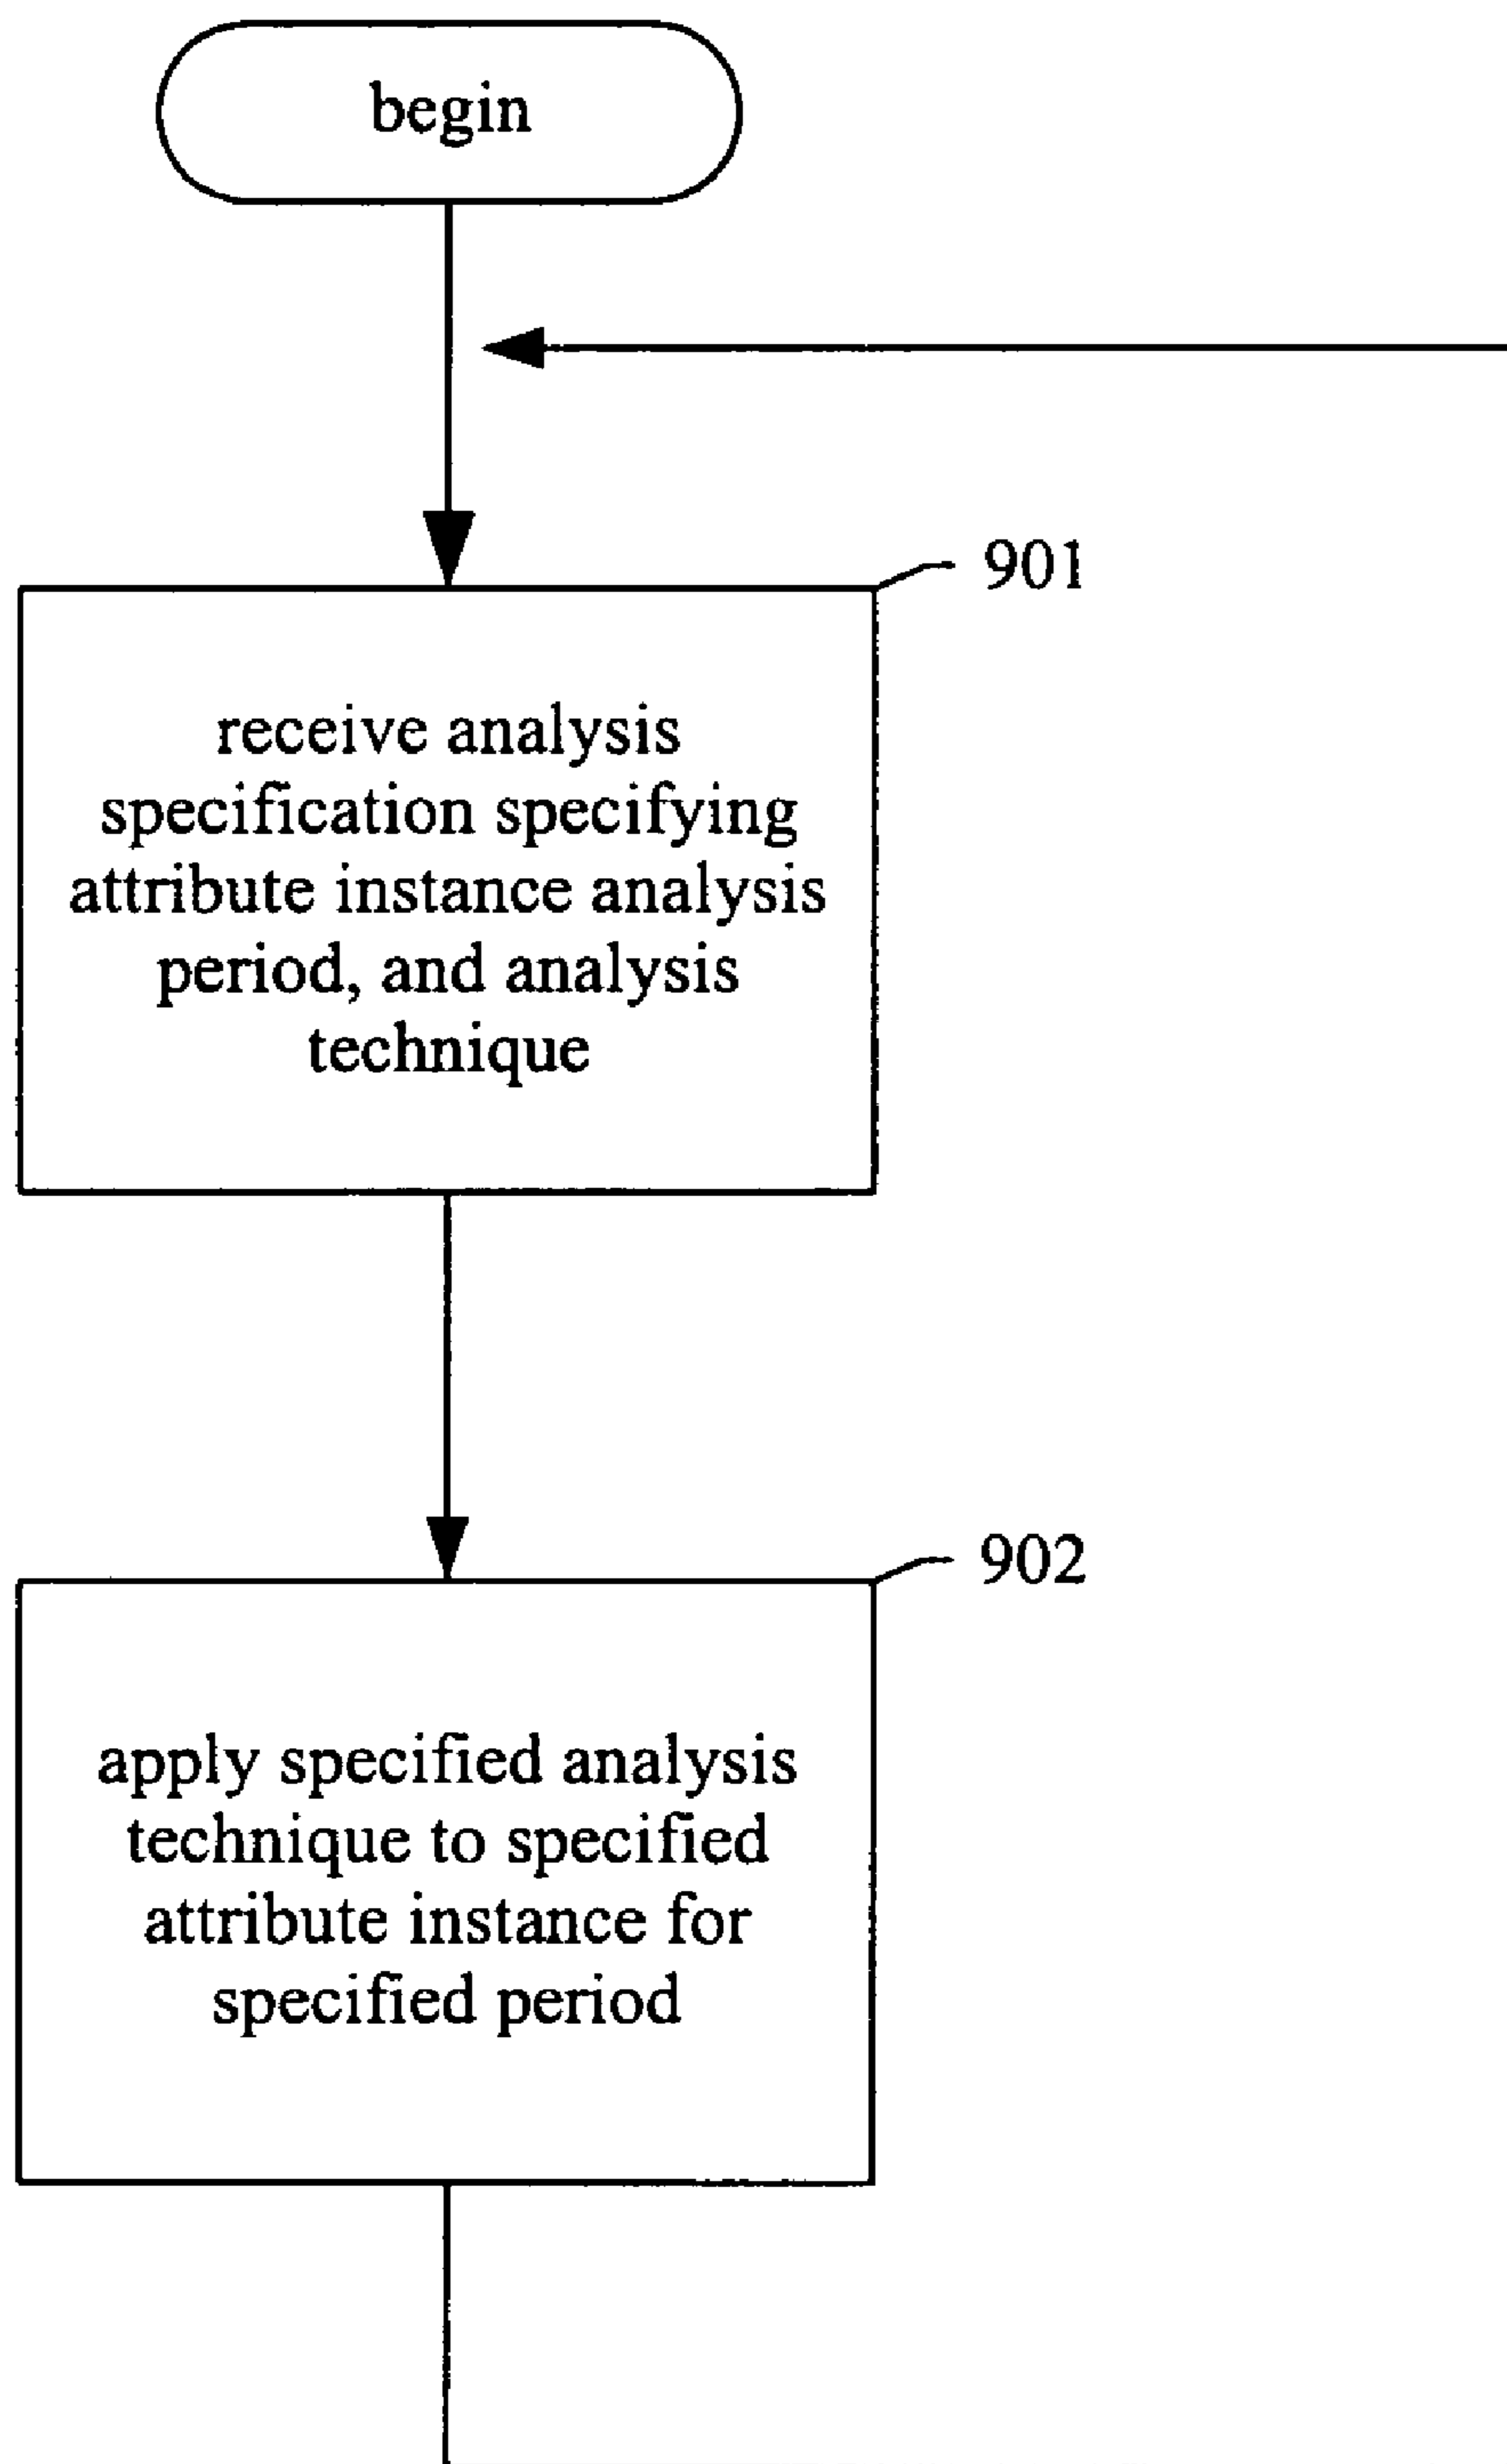 begin
901
receive analysis
specification specifying
attribute instance analysis
period, and analysis
technique
902
apply specified analysis
technique to specified
attribute instance for
specified period